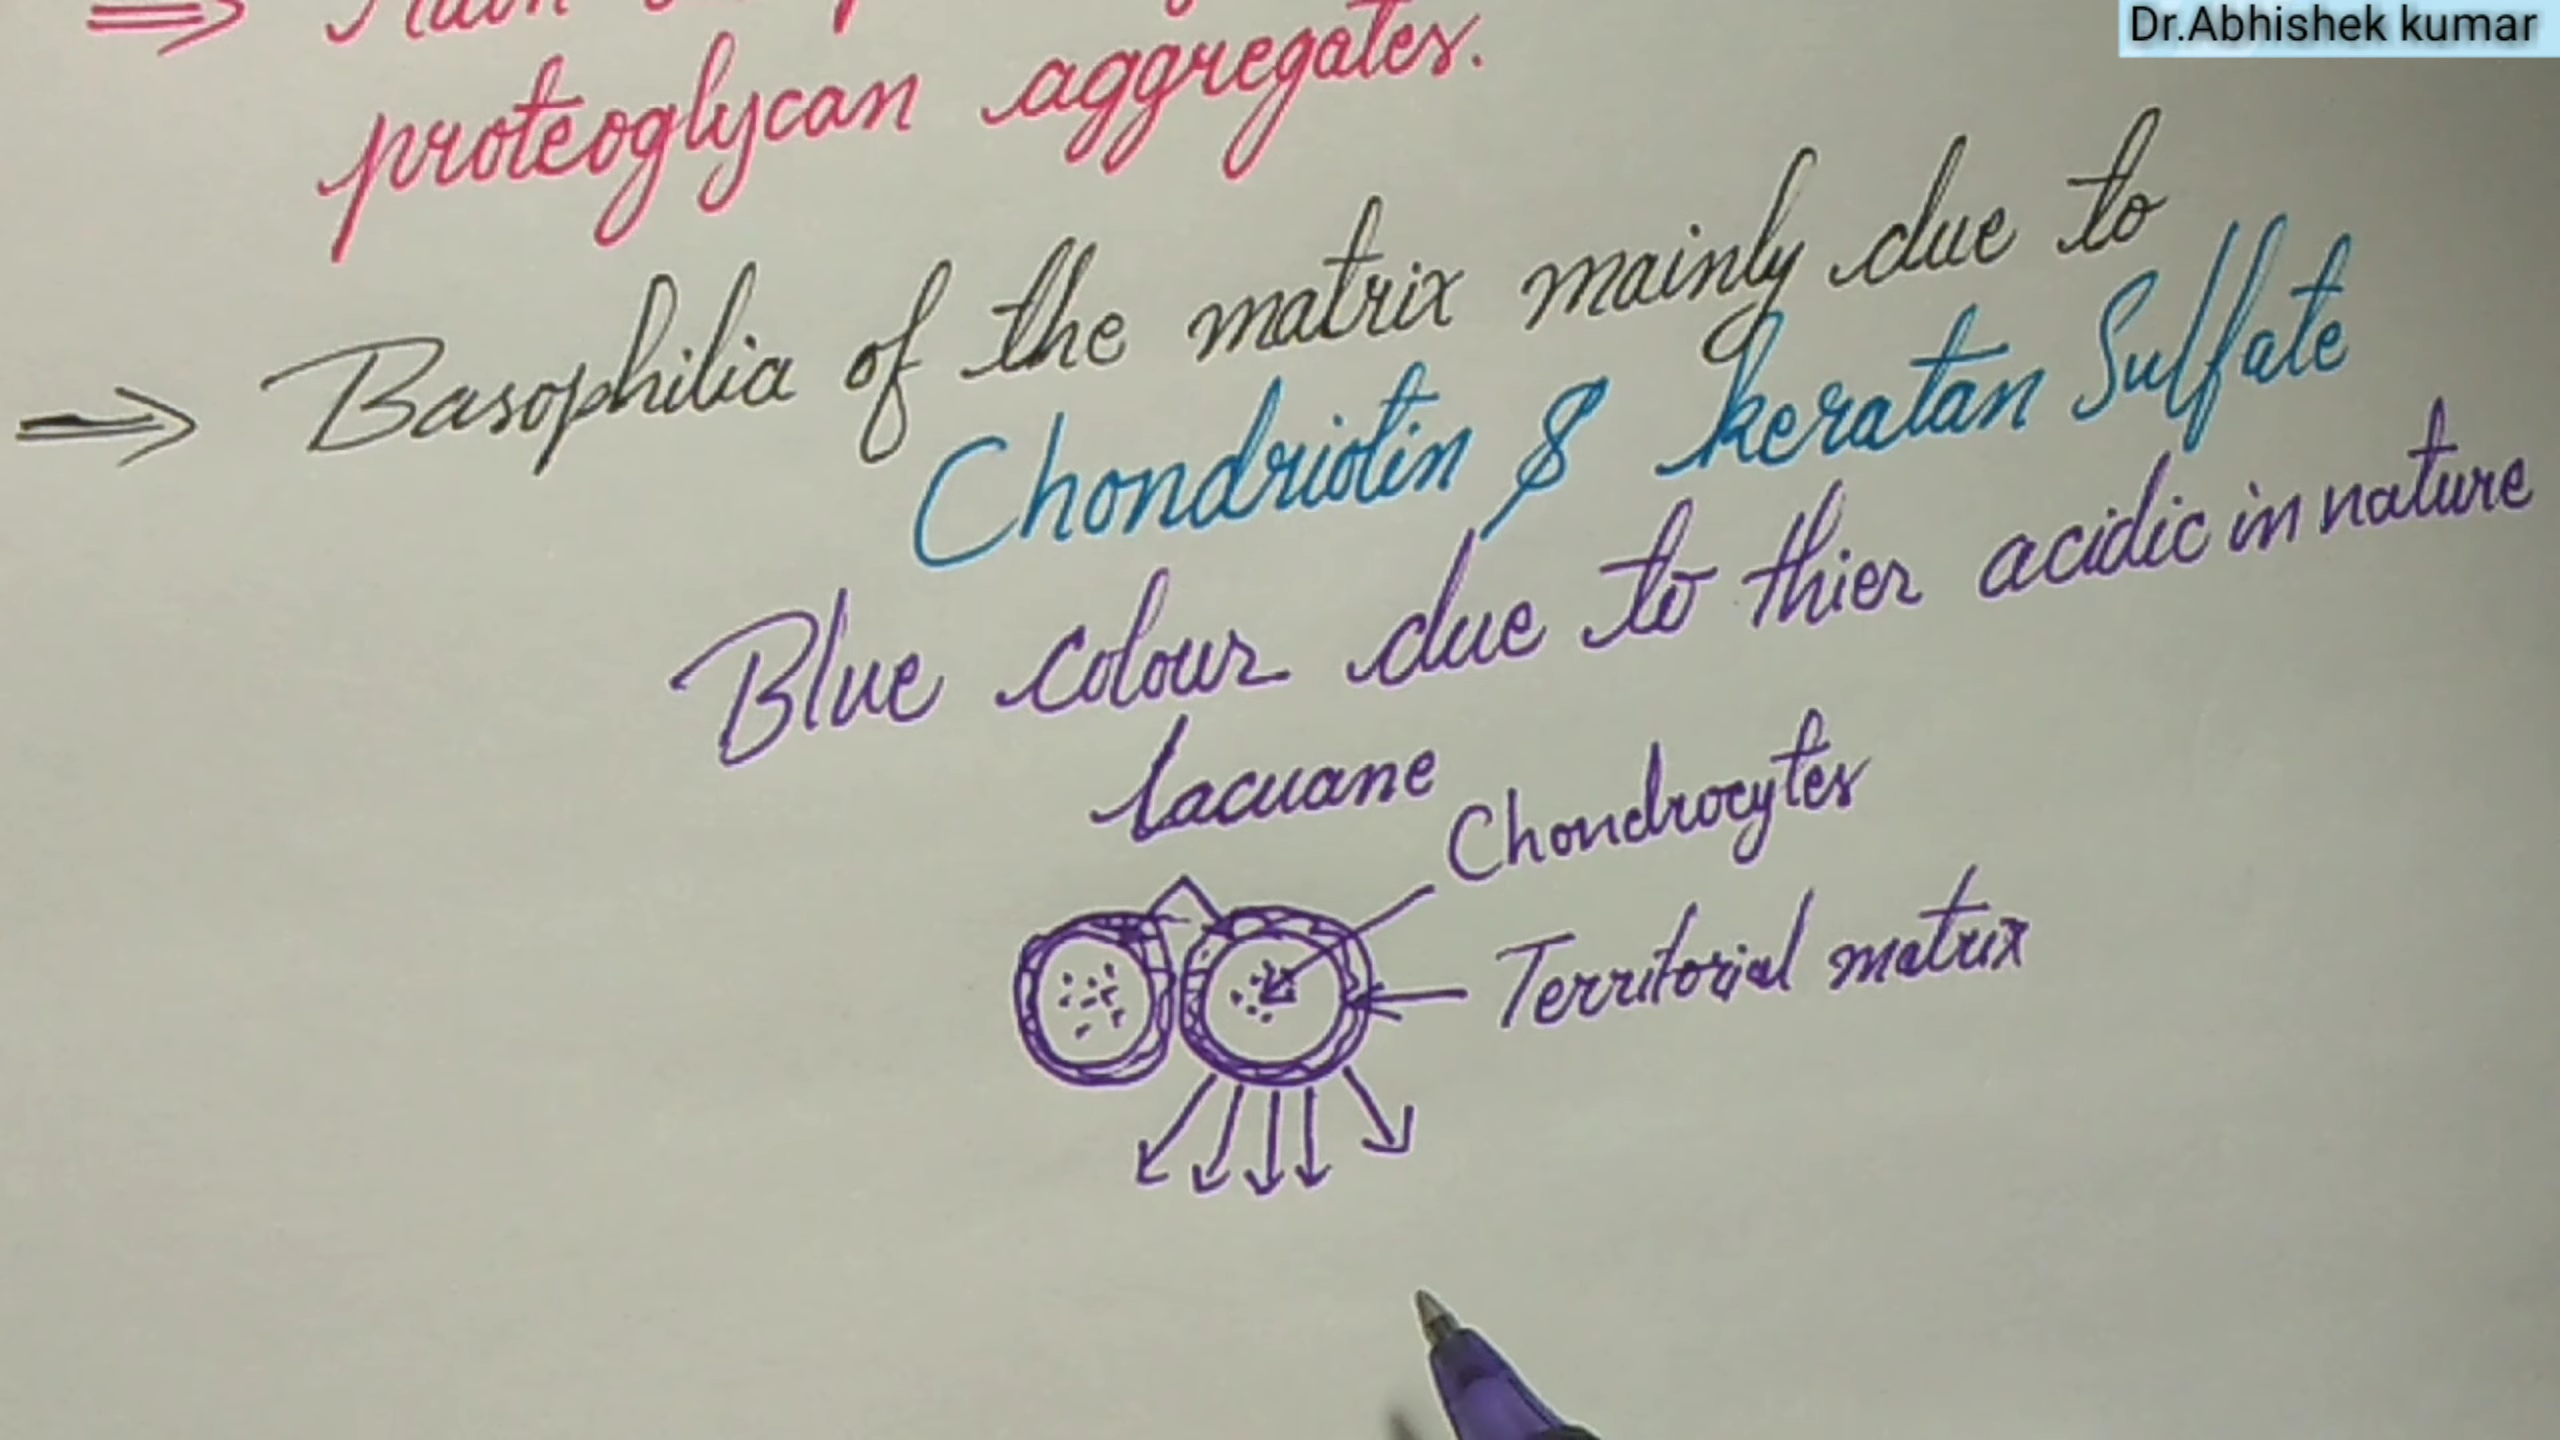 Dr.Abhishek kumar
proteoglycan aggregates.
Basophilia of the matrix mainly due to
Chondriotin & keratan Sulfate
Blue colour due to thier acidic in nature
lacuane
Chondrocytes
Territorial matrix